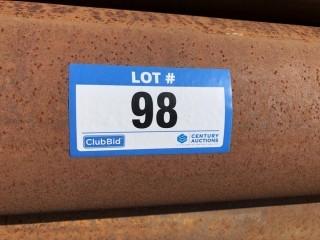 LOT #
98
ClubBid
CENTURY
AUCTIONS